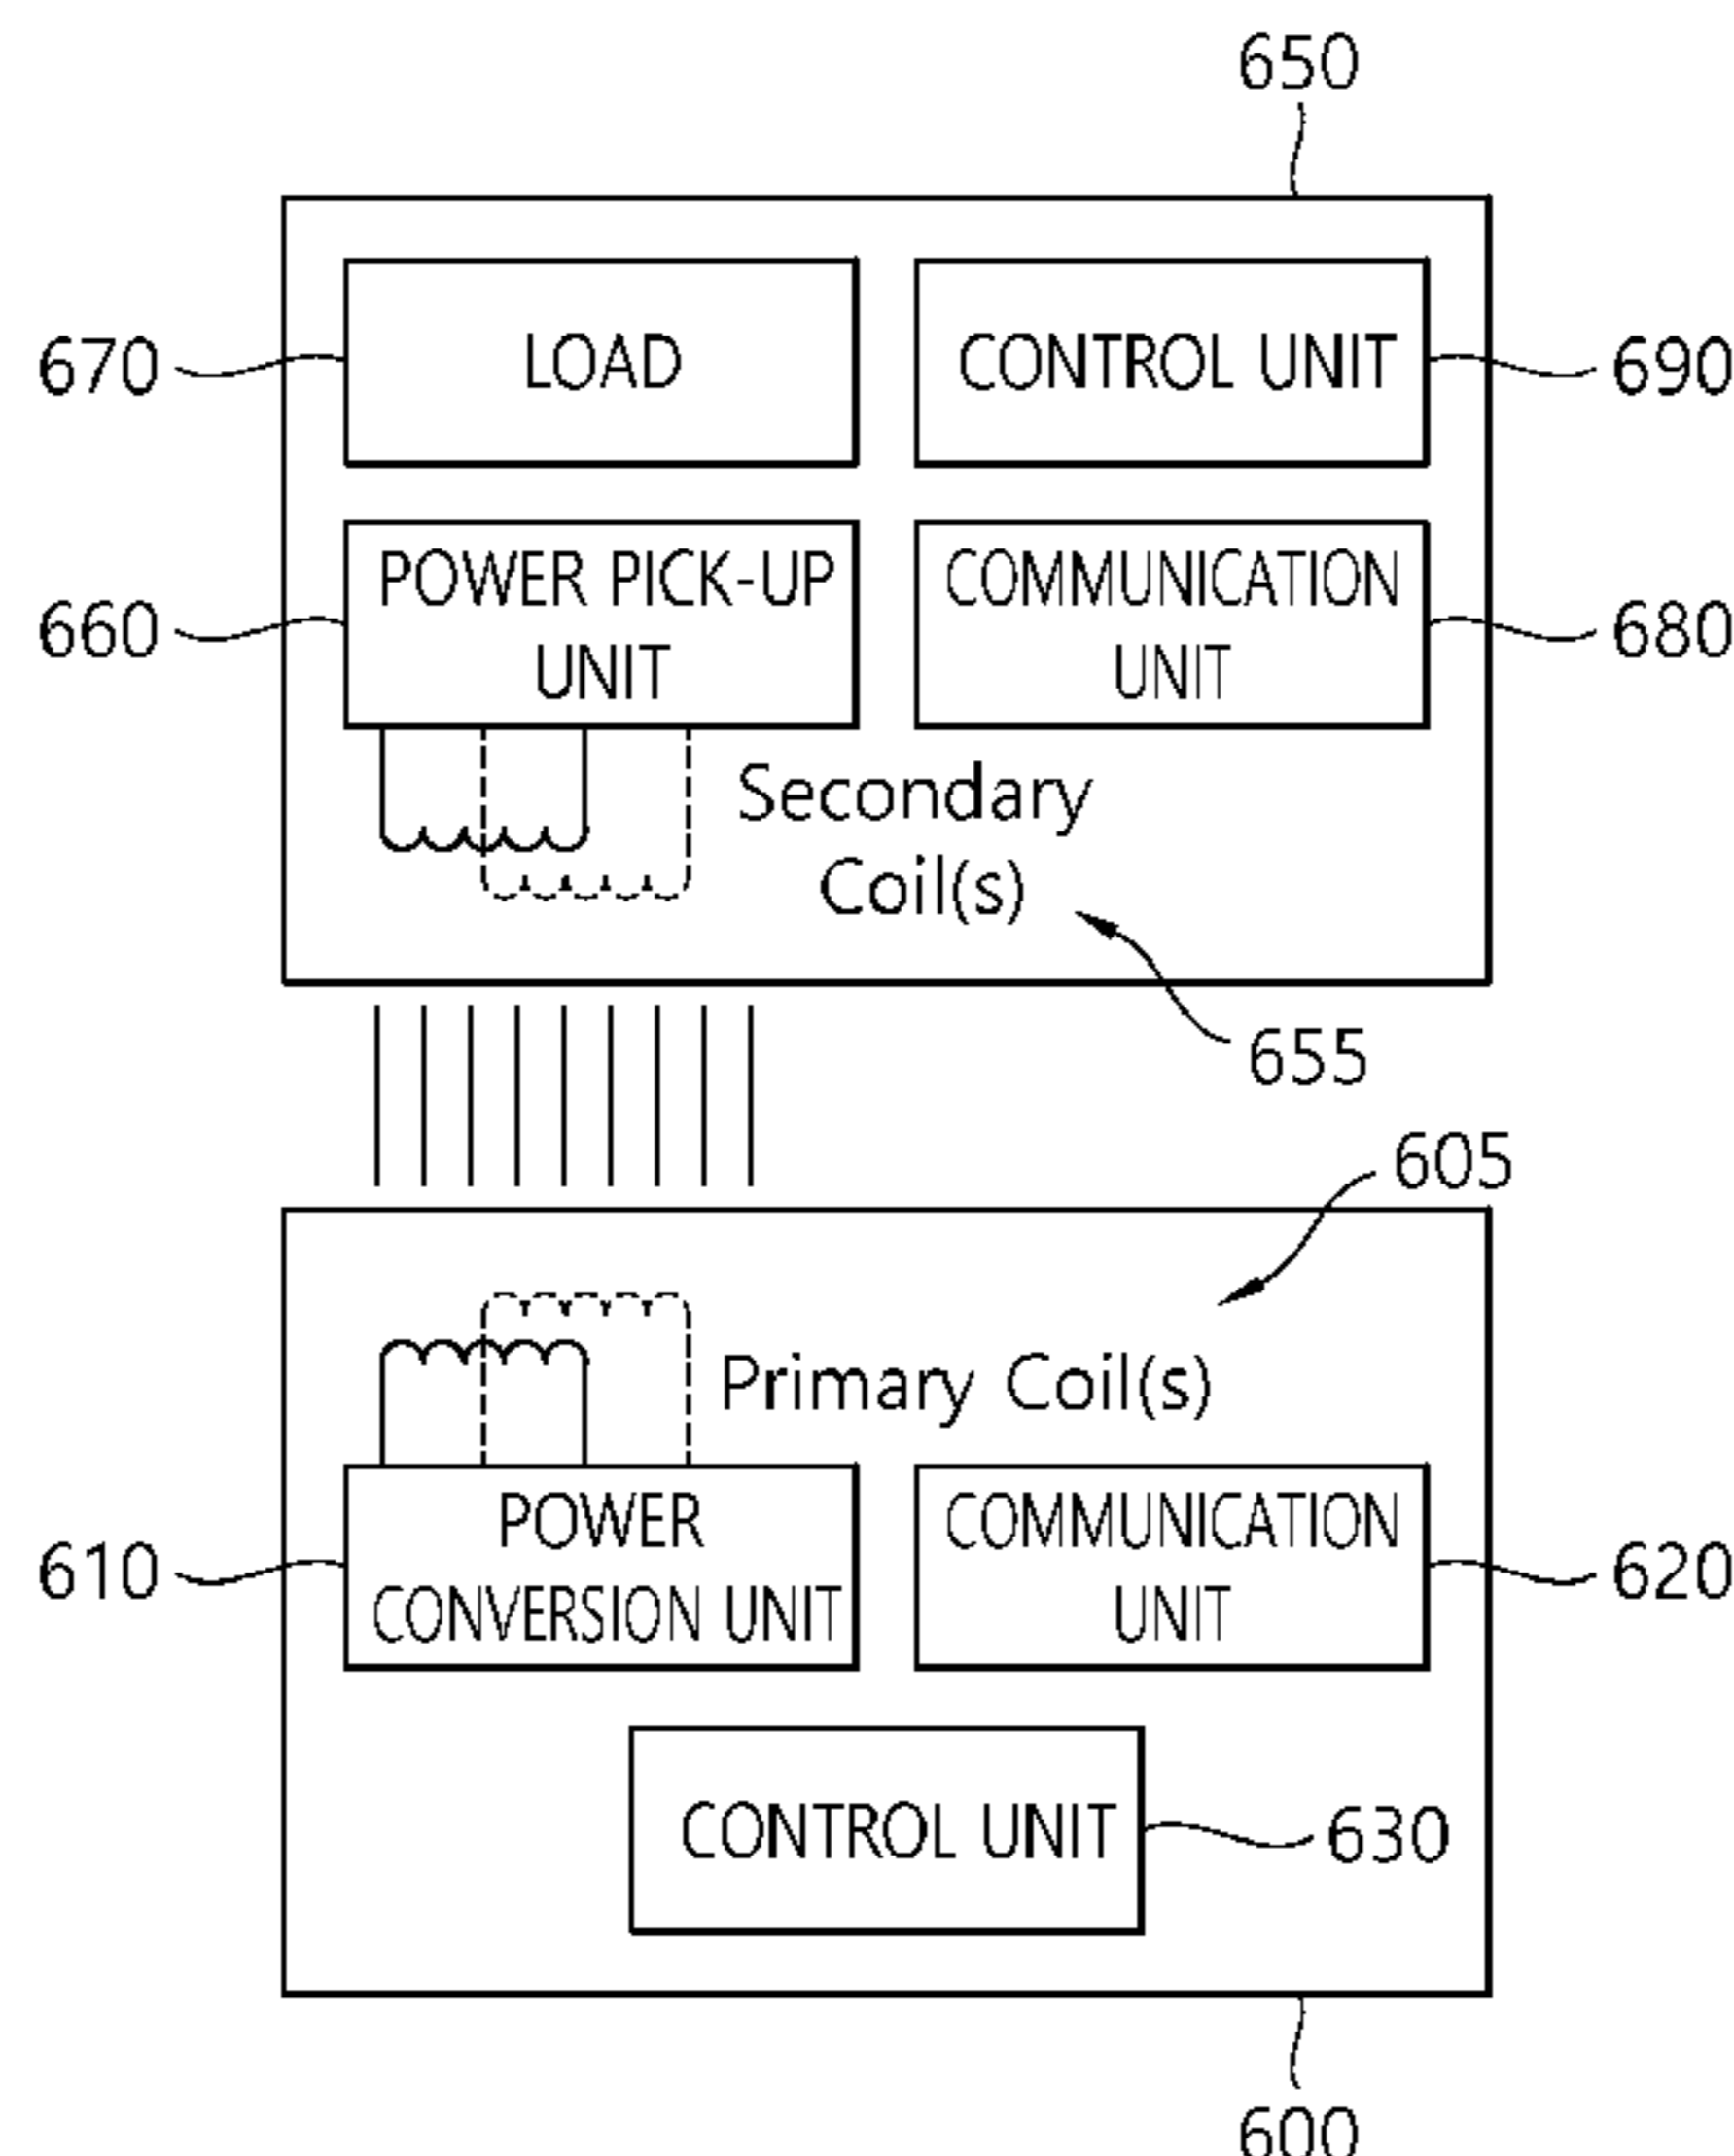 650
670
LOAD
CONTROL UNIT
690
660
POWER PICK-UP
UNIT
COMMUNICATION
UNIT
680
Secondary
Coil(s)
655
605
Primary Coil(s)
610
POWER
CONVERSION UNIT
COMMUNICATION
UNIT
620
CONTROL UNIT
630
600